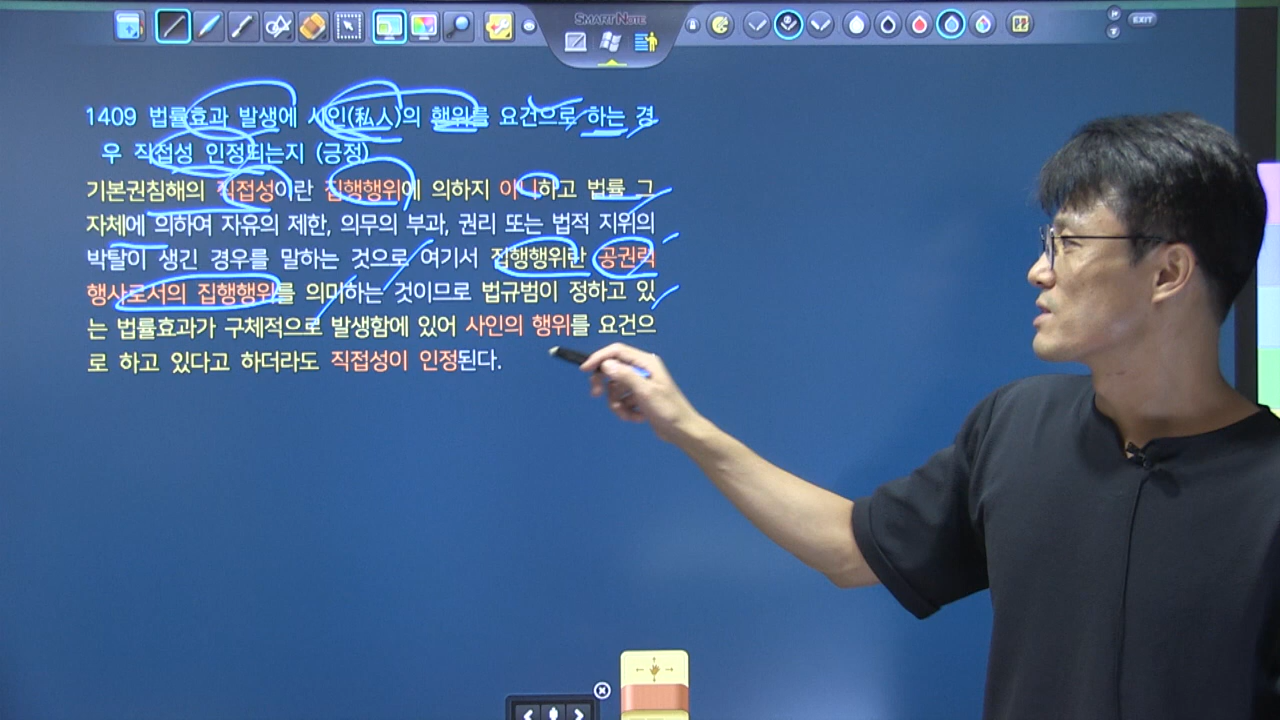 SMARTNOTE
EXIT
1409 법률효과 발생에 사인(私人)의 행위를 요건으로 하는 경
우 직접성 인정되는지 (긍정)
기본권침해의 직접성이란 집행행위에 의하지 아니하고 법률 그
자체에 의하여 자유의 제한, 의무의 부과, 권리 또는 법적 지위의
박탈이 생긴 경우를 말하는 것으로 여기서 집행행위란 공권력
행사로서의 집행행위를 의미하는 것이므로 법규범이 정하고 있
는 법률효과가 구체적으로 발생함에 있어 사인의 행위를 요건으
로 하고 있다고 하더라도 직접성이 인정된다.